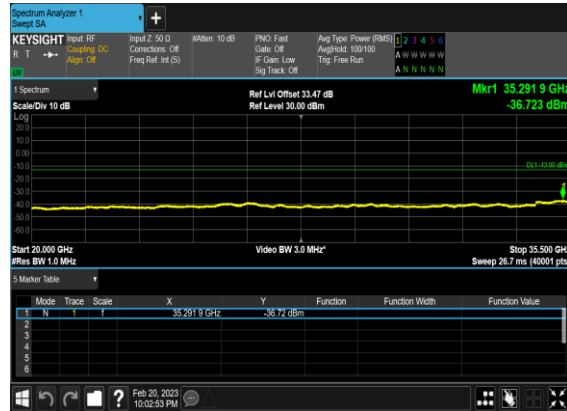 Spectrum Analyzer 1
Swept SA
+
KEYSIGHT
R T
LW
Input: RF
Coupling: DC
Align: Off
Input Z: 50 Ω
Corrections: Off
Freq Ref: Int (S)
#Atten: 10 dB
PNO: Fast
Gate: Off
IF Gain: Low
Sig Track: Off
Avg Type: Power (RMS)
Avg|Hold: 100/100
Trig: Free Run
1 2 3 4 5 6
A W W W W W
A N N N N N
1 Spectrum
Scale/Div 10 dB
Ref Lvl Offset 33.47 dB
Ref Level 30.00 dBm
Mkr1 35.291 9 GHz
-36.723 dBm
Log
20.0
10.0
0.00
-10.0
-20.0
-30.0
-40.0
-50.0
-60.0
DL1 -13.00 dBm
1
Start 20.000 GHz
#Res BW 1.0 MHz
Video BW 3.0 MHz*
Stop 35.500 GHz
Sweep 26.7 ms (40001 pts)
5 Marker Table
Mode Trace Scale X Y Function Function Width Function Value
1 N 1 f 35.291 9 GHz -36.72 dBm
2
3
4
5
6
? Feb 20, 2023
10:02:53 PM